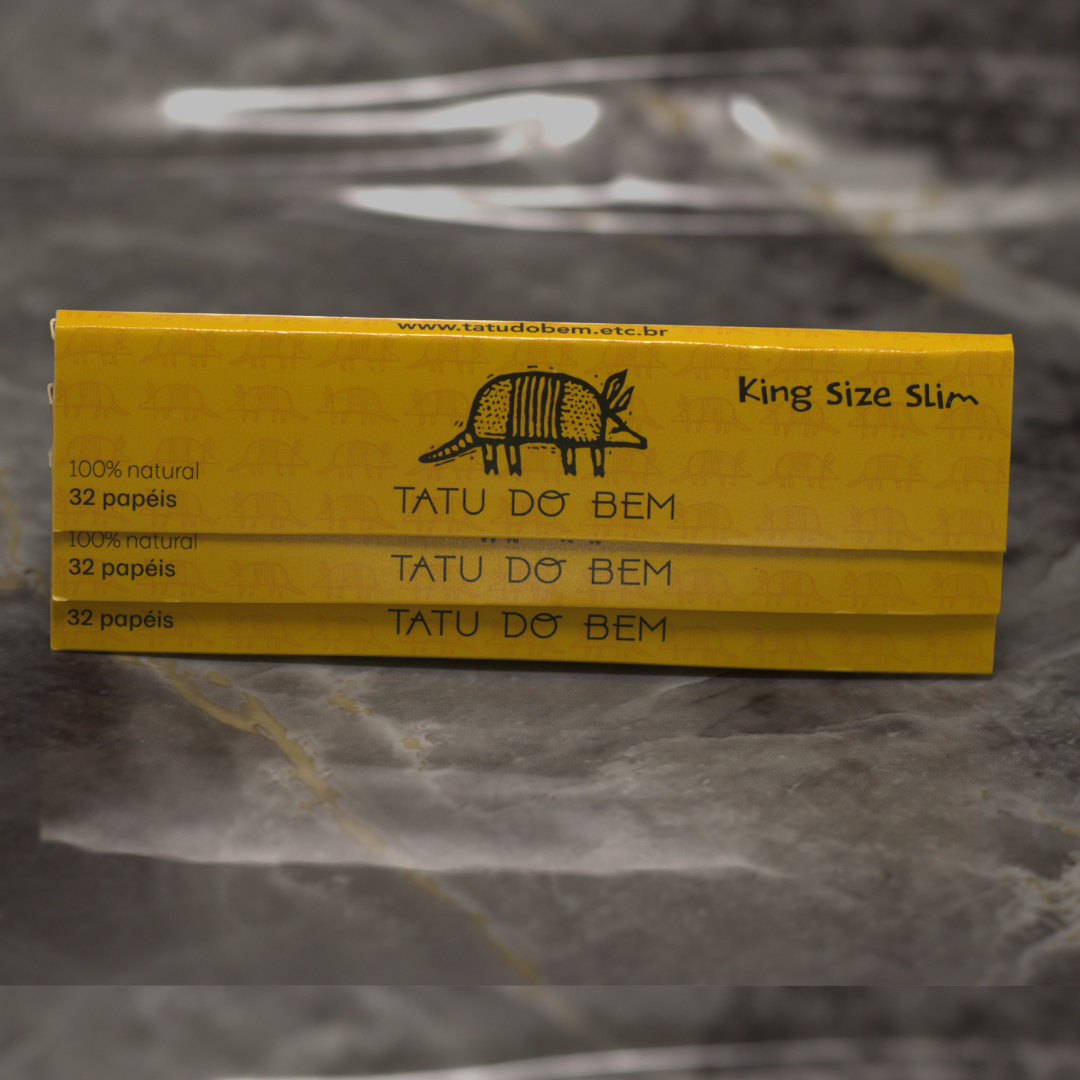 www.tatudobem.etc.br
King Size Slim
100% natural
32 papéis
TATU DO BEM
100% natural
32 papéis
TATU DO BEM
32 papéis
TATU DO BEM